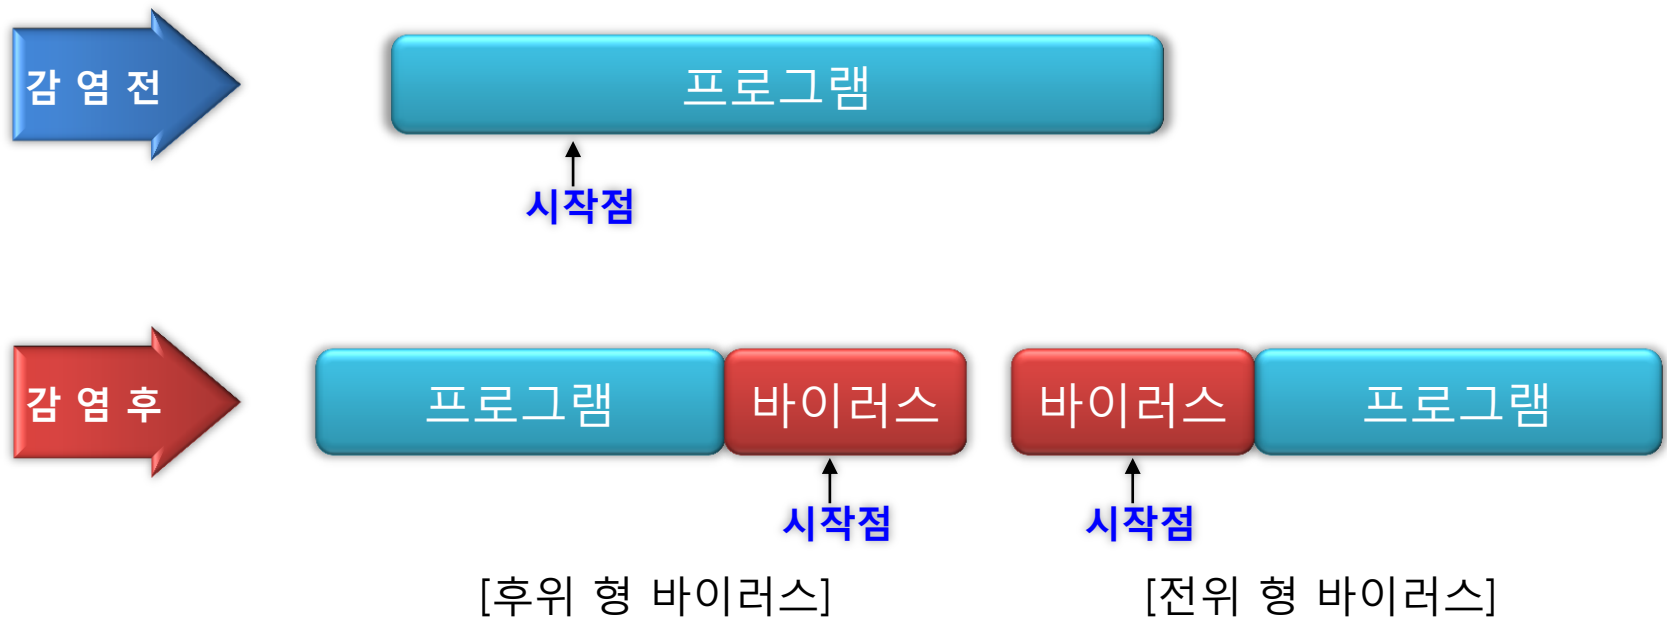 감 염 전
프로그램
시작점
감 염 후
프로그램 바이러스 바이러스 프로그램
시작점 시작점
[후위 형 바이러스] [전위 형 바이러스]